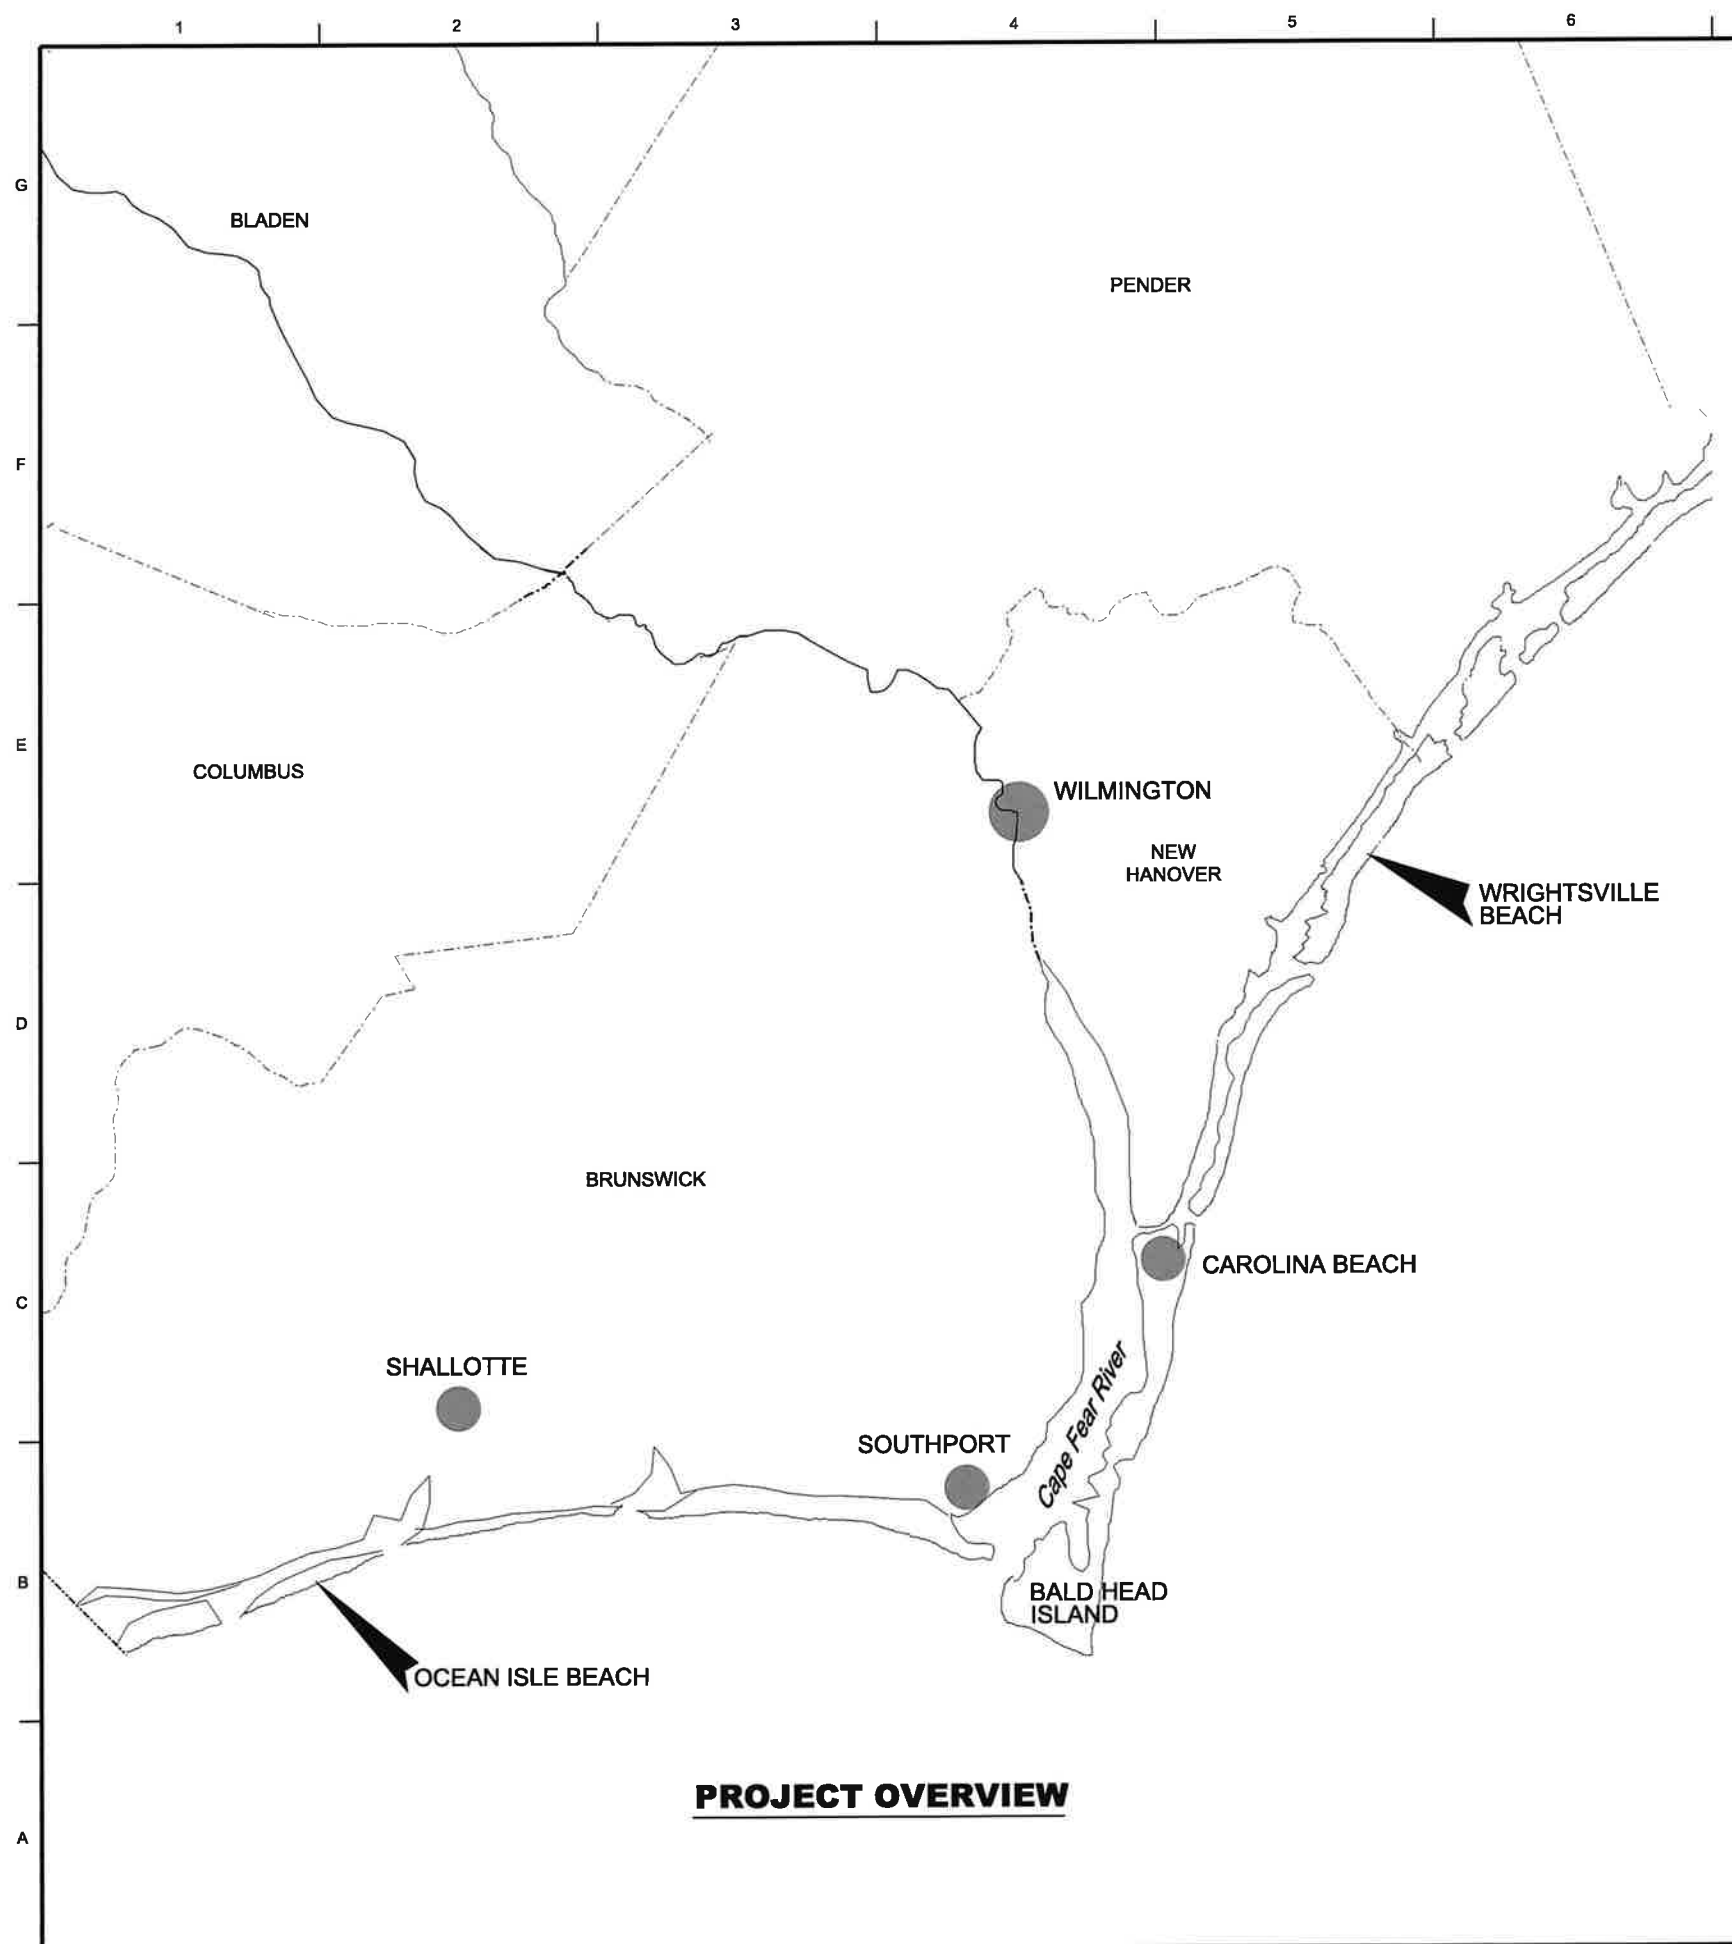 1 2 3 4 5 6
G
BLADEN
PENDER
F
E
COLUMBUS
WILMINGTON
NEW
HANOVER
WRIGHTSVILLE
BEACH
D
BRUNSWICK
CAROLINA BEACH
C
Cape Fear River
SHALLOTTE
SOUTHPORT
B
BALD HEAD
ISLAND
OCEAN ISLE BEACH
PROJECT OVERVIEW
A